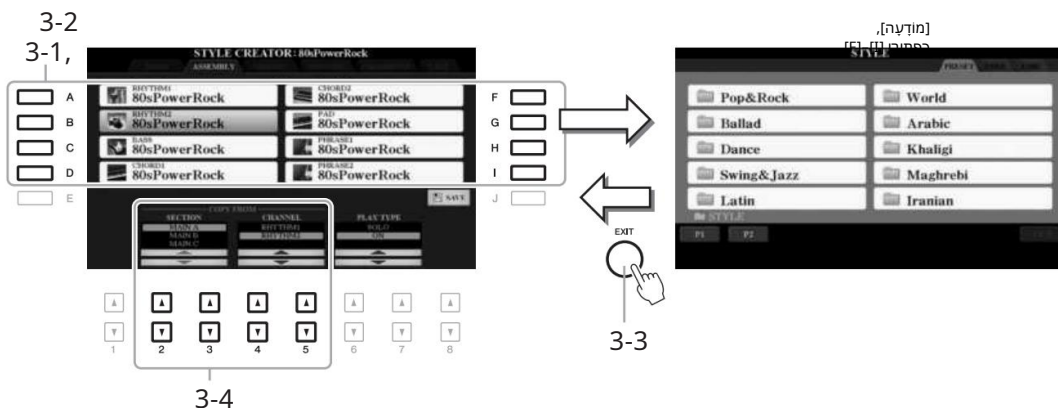 3-2
3-1,
STYLE CREATOR: 80sPowerRock
ASSEMBLY
A
RHYTHM1
80sPowerRock
CHORD2
80sPowerRock
F
B
RHYTHM2
80sPowerRock
PAD
80sPowerRock
G
C
BASS
80sPowerRock
PHRASE1
80sPowerRock
H
D
CHORD1
80sPowerRock
PHRASE2
80sPowerRock
I
E
SAVE
J
COPY FROM
SECTION
CHANNEL
PLAY TYPE
MAIN A
MAIN B
MAIN C
RHYTHM1
RHYTHM2
SOLO
ON
1 2 3 4 5 6 7 8
3-4
EXIT
3-3
[מוֹדָעָה],
STYLE
PRESET
Pop&Rock
World
Ballad
Arabic
Dance
Khaligi
Swing&Jazz
Maghrebi
Latin
Iranian
STYLE
P1 P2